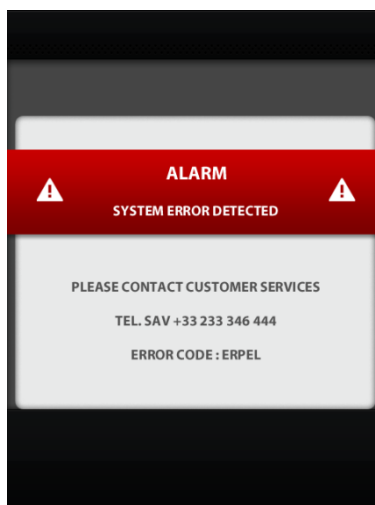 ALARM
SYSTEM ERROR DETECTED
PLEASE CONTACT CUSTOMER SERVICES
TEL. SAV +33 233 346 444
ERROR CODE : ERPEL